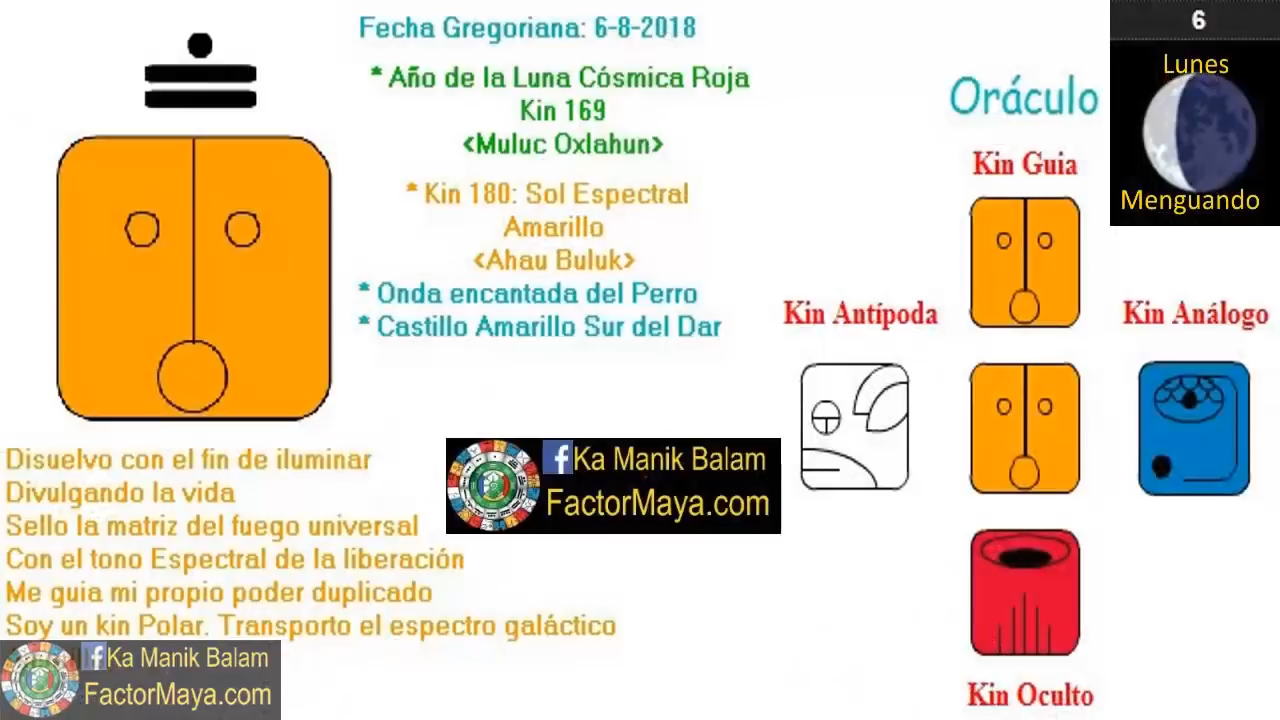 Fecha Gregoriana: 6-8-2018
* Año de la Luna Cósmica Roja
Kin 169
<Muluc Oxlahun>
* Kin 180: Sol Espectral
Amarillo
<Ahau Buluk>
* Onda encantada del Perro
* Castillo Amarillo Sur del Dar
6
Lunes
Menguando
Oráculo
Kin Guia
Kin Antípoda
Kin Análogo
Kin Oculto
Disuelvo con el fin de iluminar
Divulgando la vida
Sello la matriz del fuego universal
Con el tono Espectral de la liberación
Me guia mi propio poder duplicado
Soy un kin Polar. Transporto el espectro galáctico
f Ka Manik Balam
FactorMaya.com
f Ka Manik Balam
FactorMaya.com